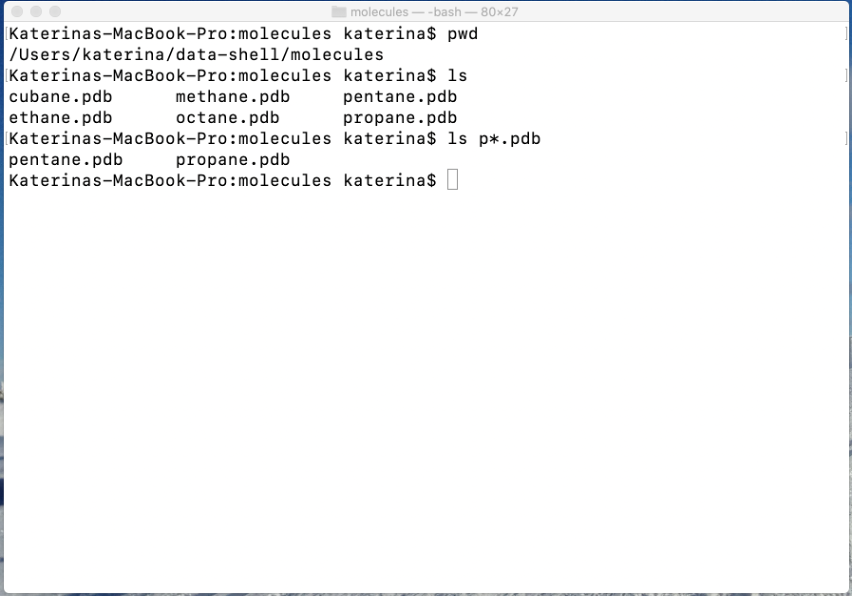 molecules — -bash — 80×27
[Katerinas-MacBook-Pro:molecules katerina$ pwd ]
/Users/katerina/data-shell/molecules
[Katerinas-MacBook-Pro:molecules katerina$ ls ]
cubane.pdb methane.pdb pentane.pdb
ethane.pdb octane.pdb propane.pdb
[Katerinas-MacBook-Pro:molecules katerina$ ls p*.pdb ]
pentane.pdb propane.pdb
Katerinas-MacBook-Pro:molecules katerina$